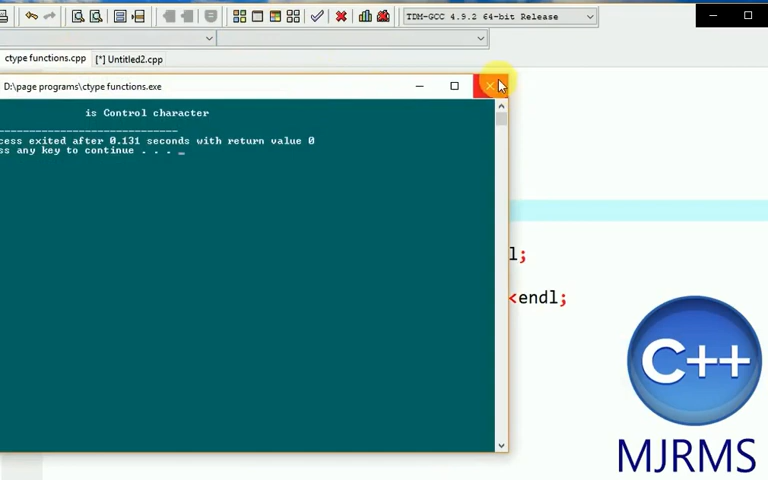 TDM-GCC 4.9.2 64-bit Release
ctype functions.cpp [*] Untitled2.cpp
D:\page programs\ctype functions.exe
is Control character
-----------------------------
cess exited after 0.131 seconds with return value 0
ss any key to continue . . . _
l;
<endl;
C++
MJRMS